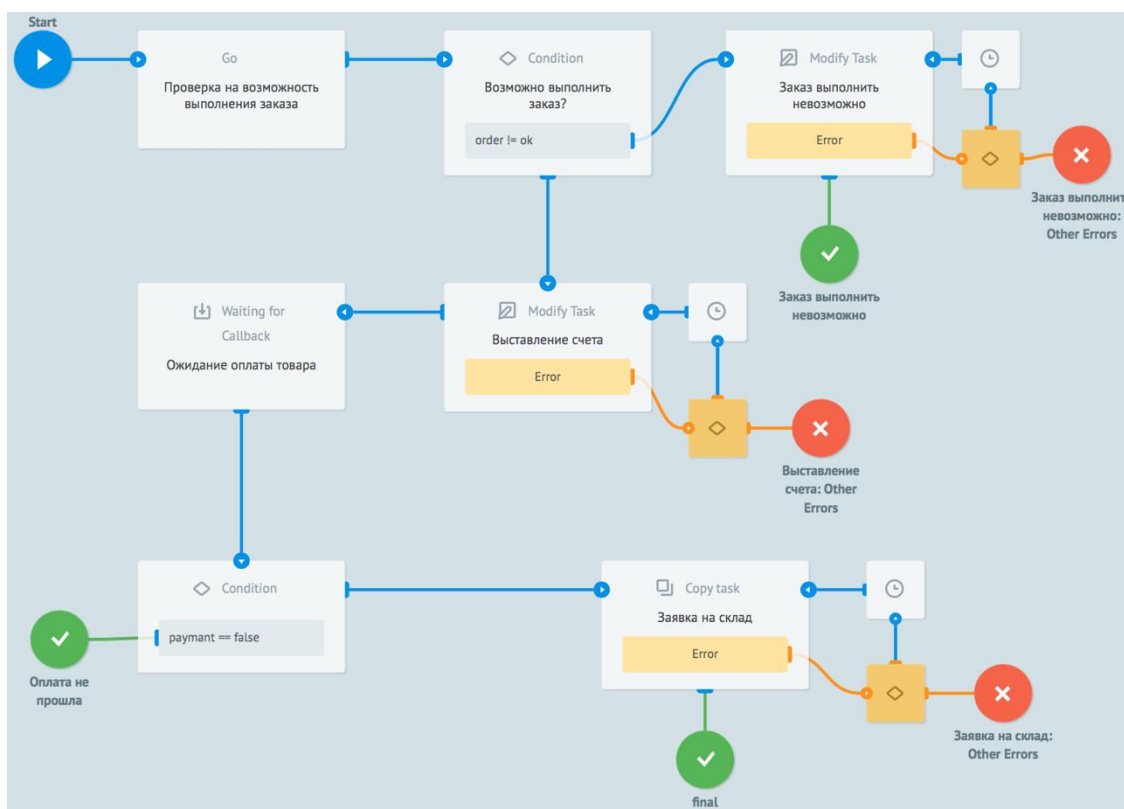 Start
Go
Проверка на возможность
выполнения заказа
Condition
Возможно выполнить
заказ?
order != ok
Modify Task
Заказ выполнить
невозможно
Error
Заказ выполнит
невозможно:
Other Errors
Заказ выполнить
невозможно
Waiting for
Callback
Ожидание оплаты товара
Modify Task
Выставление счета
Error
Выставление
счета: Other
Errors
Condition
paymant == false
Оплата не
прошла
Copy task
Заявка на склад
Error
Заявка на склад:
Other Errors
final